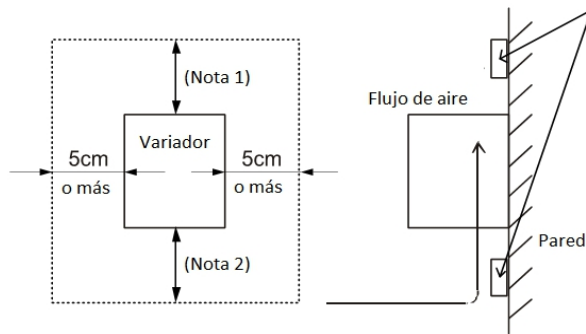 (Nota 1)
Variador
5cm
o más
5cm
o más
(Nota 2)
Flujo de aire
Pared